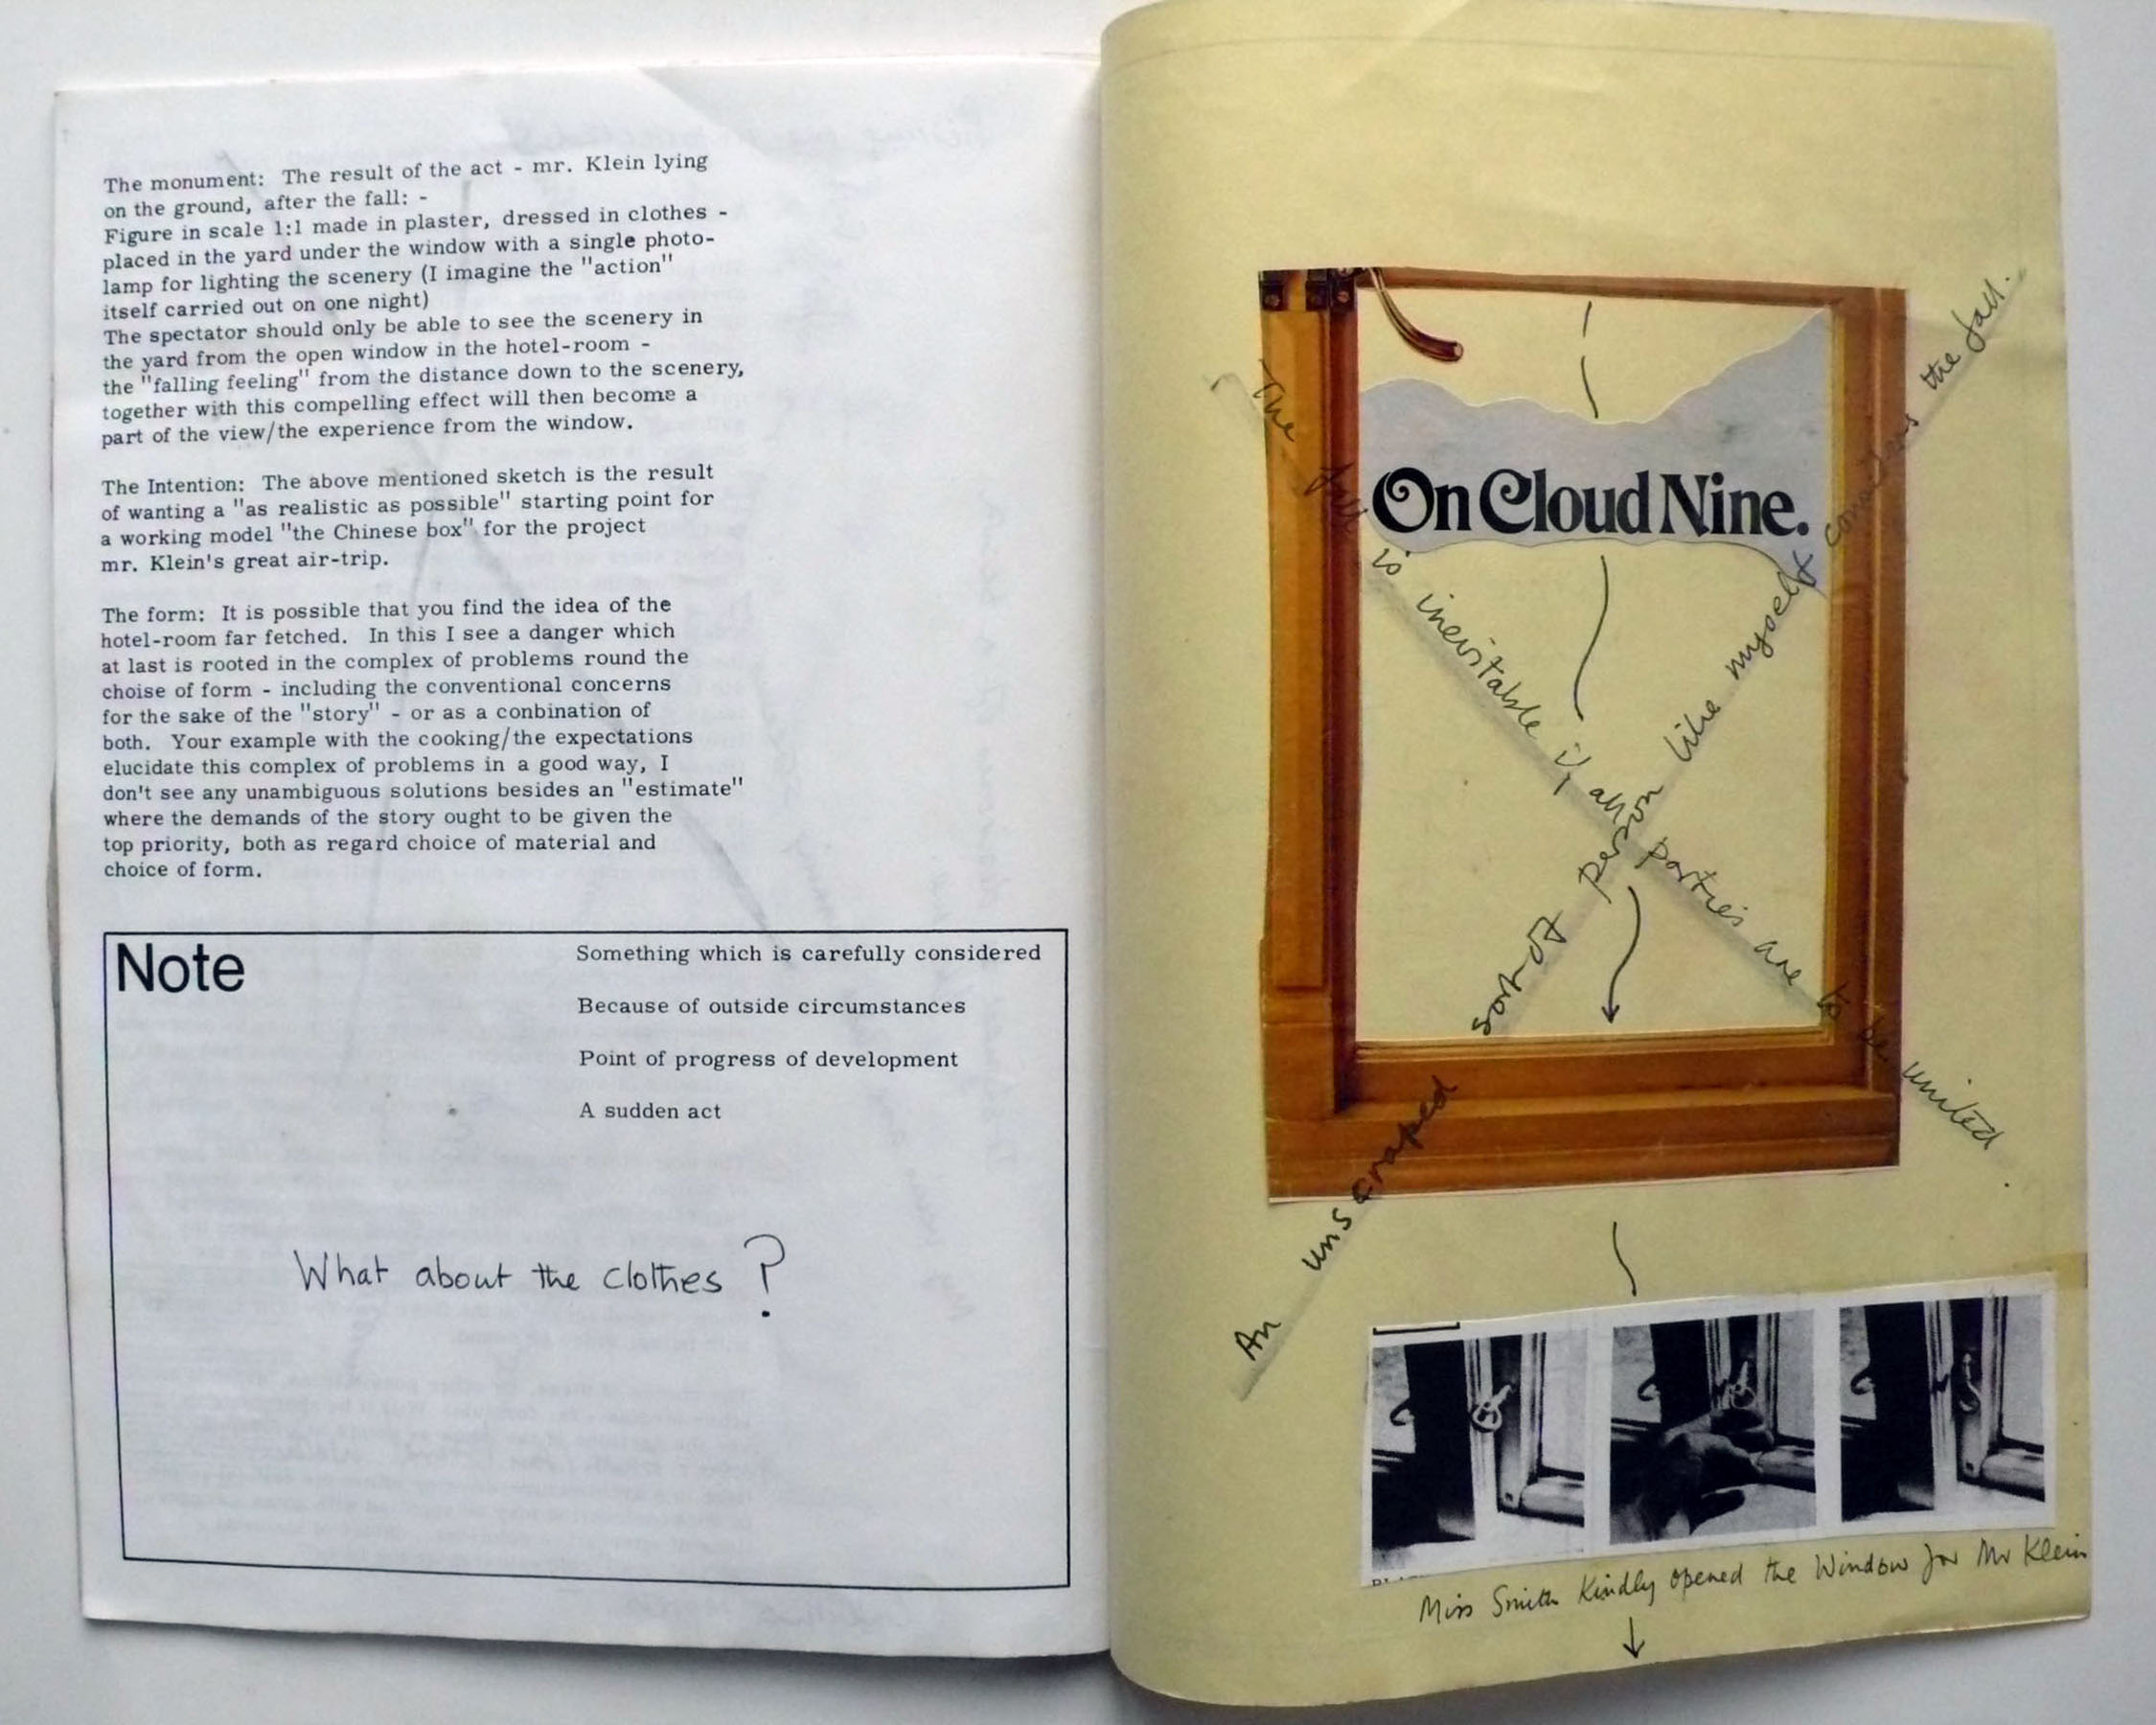 The monument: The result of the act - mr. Klein lying
on the ground, after the fall: -
Figure in scale 1:1 made in plaster, dressed in clothes -
placed in the yard under the window with a single photo-
lamp for lighting the scenery (I imagine the "action"
itself carried out on one night)
The spectator should only be able to see the scenery in
the yard from the open window in the hotel-room -
the "falling feeling" from the distance down to the scenery,
together with this compelling effect will then become a
part of the view/the experience from the window.
The Intention: The above mentioned sketch is the result
of wanting a "as realistic as possible" starting point for
a working model "the Chinese box" for the project
mr. Klein's great air-trip.
The form: It is possible that you find the idea of the
hotel-room far fetched. In this I see a danger which
at last is rooted in the complex of problems round the
choise of form - including the conventional concerns
for the sake of the "story" - or as a conbination of
both. Your example with the cooking/the expectations
elucidate this complex of problems in a good way, I
don't see any unambiguous solutions besides an "estimate"
where the demands of the story ought to be given the
top priority, both as regard choice of material and
choice of form.
Note
Something which is carefully considered
Because of outside circumstances
Point of progress of development
A sudden act
What about the clothes ?
On Cloud Nine.
The fall is inevitable if all parties are to be united.
An unscraped sort of person like myself considers the fall.
Miss Smith Kindly opened the Window for Mr Klein